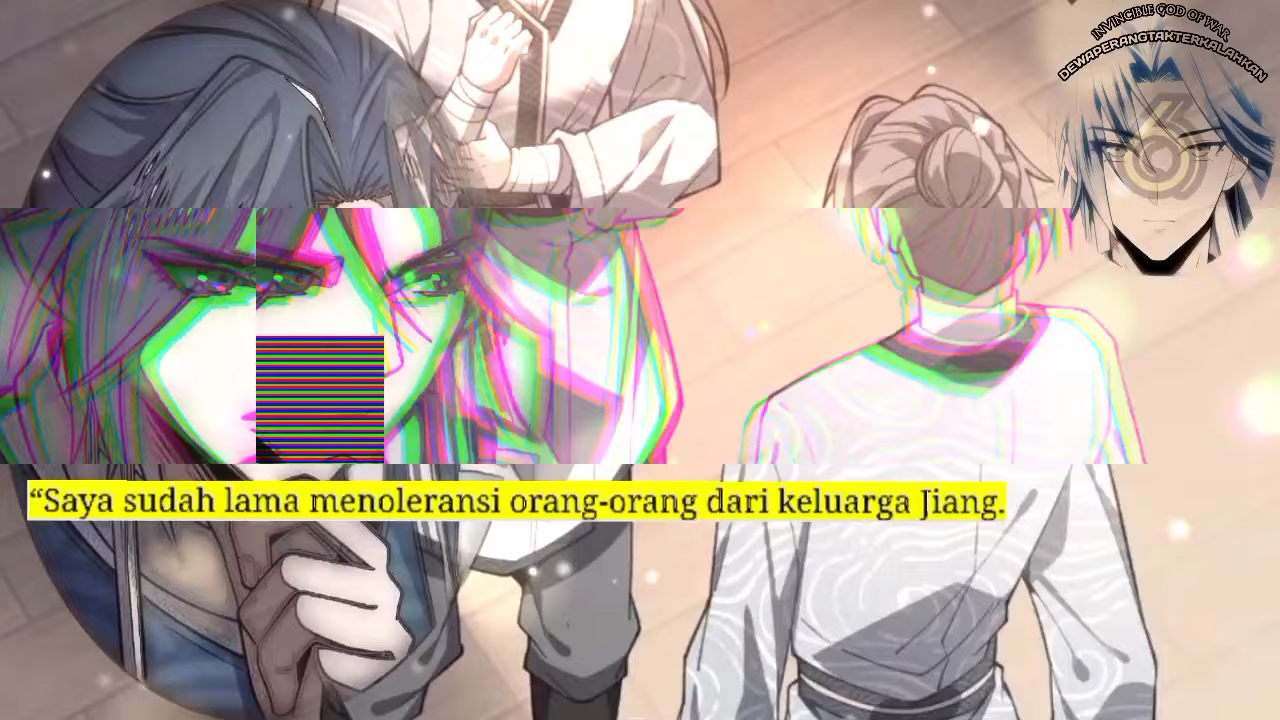 INVINCIBLE GOD OF WAR
DEWAPERANGTAKTERKALAHKAN
“Saya sudah lama menoleransi orang-orang dari keluarga Jiang.